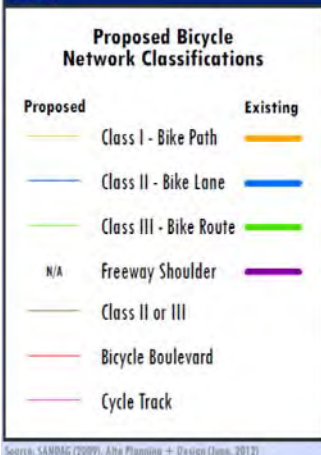 Proposed Bicycle
Network Classifications
Proposed Existing
Class I - Bike Path
Class II - Bike Lane
Class III - Bike Route
N/A Freeway Shoulder
Class II or III
Bicycle Boulevard
Cycle Track
Source: SANDAG (2009), Alta Planning + Design (June, 2012)